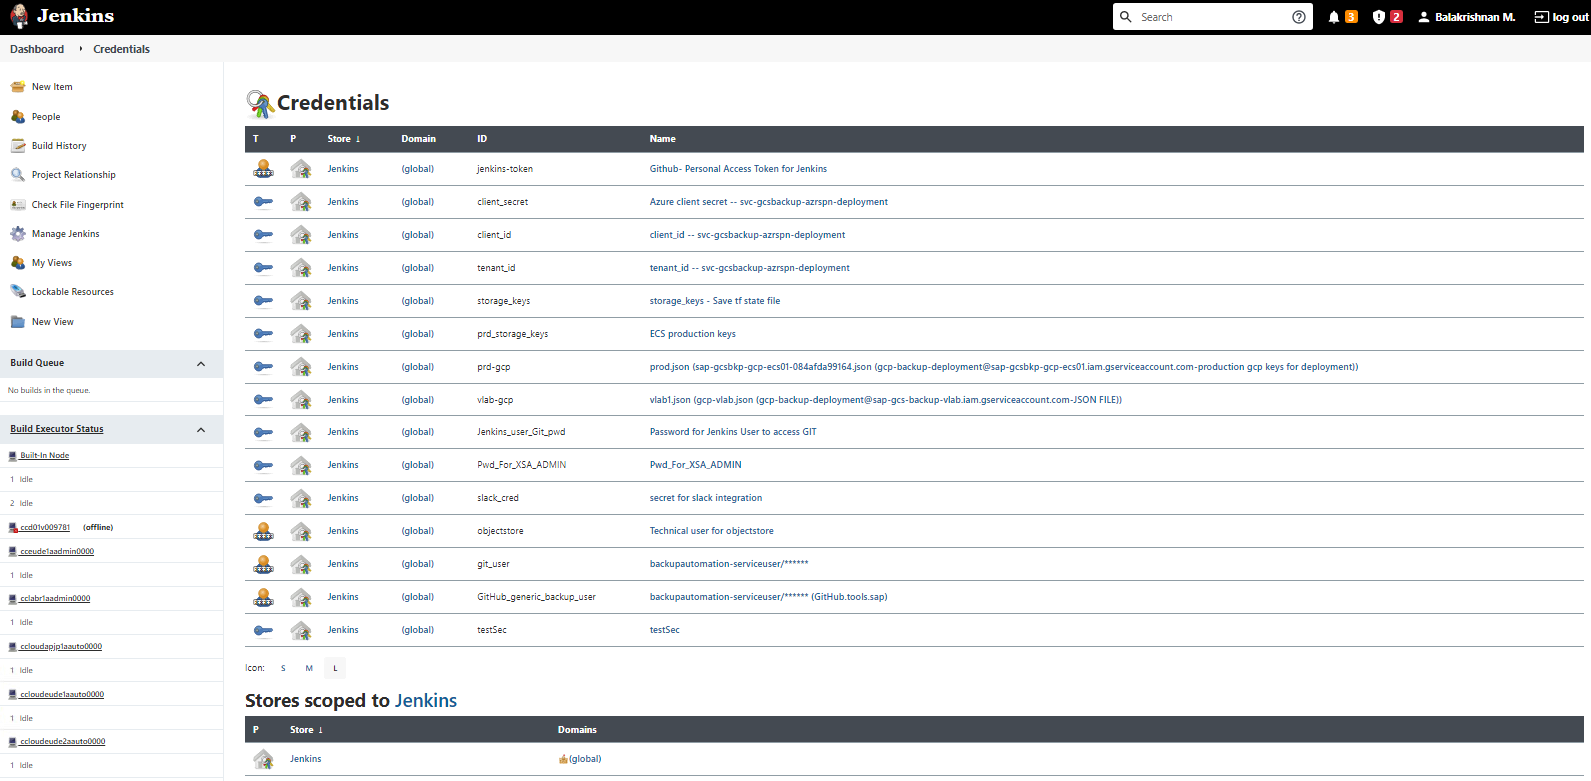 Jenkins
Search
3
2
Balakrishnan M.
log out
Dashboard
Credentials
New Item
People
Build History
Project Relationship
Check File Fingerprint
Manage Jenkins
My Views
Lockable Resources
New View
Build Queue
No builds in the queue.
Build Executor Status
Built-In Node
1 Idle
2 Idle
ccd01v009781 (offline)
cceude1aadmin0000
1 Idle
cclabr1aadmin0000
1 Idle
ccloudapjp1aauto0000
1 Idle
ccloudeude1aauto0000
1 Idle
ccloudeude2aauto0000
1 Idle
Credentials
T P Store ↓ Domain ID Name
Jenkins (global) jenkins-token Github- Personal Access Token for Jenkins
Jenkins (global) client_secret Azure client secret -- svc-gcsbackup-azrspn-deployment
Jenkins (global) client_id client_id -- svc-gcsbackup-azrspn-deployment
Jenkins (global) tenant_id tenant_id -- svc-gcsbackup-azrspn-deployment
Jenkins (global) storage_keys storage_keys - Save tf state file
Jenkins (global) prd_storage_keys ECS production keys
Jenkins (global) prd-gcp prod.json (sap-gcsbkp-gcp-ecs01-084afda99164.json (gcp-backup-deployment@sap-gcsbkp-gcp-ecs01.iam.gserviceaccount.com-production gcp keys for deployment))
Jenkins (global) vlab-gcp vlab1.json (gcp-vlab.json (gcp-backup-deployment@sap-gcs-backup-vlab.iam.gserviceaccount.com-JSON FILE))
Jenkins (global) Jenkins_user_Git_pwd Password for Jenkins User to access GIT
Jenkins (global) Pwd_For_XSA_ADMIN Pwd_For_XSA_ADMIN
Jenkins (global) slack_cred secret for slack integration
Jenkins (global) objectstore Technical user for objectstore
Jenkins (global) git_user backupautomation-serviceuser/******
Jenkins (global) GitHub_generic_backup_user backupautomation-serviceuser/****** (GitHub.tools.sap)
Jenkins (global) testSec testSec
Icon: S M L
Stores scoped to Jenkins
P Store ↓ Domains
Jenkins (global)